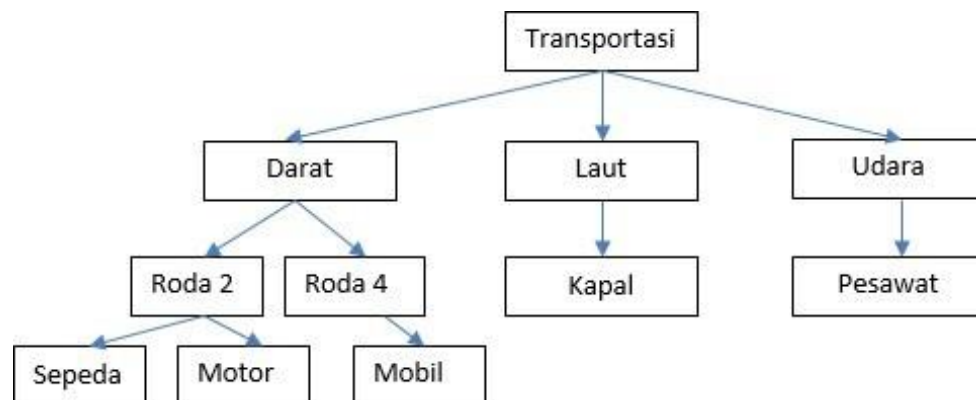 Transportasi
Darat
Laut
Udara
Roda 2
Roda 4
Kapal
Pesawat
Sepeda
Motor
Mobil